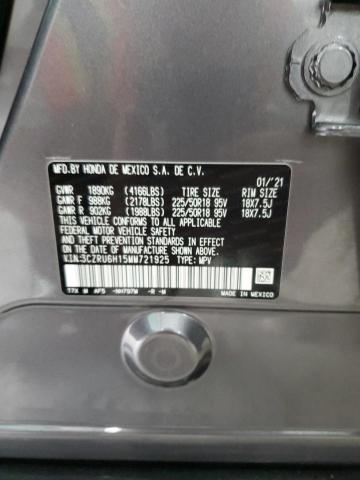 MFD.BY HONDA DE MEXICO S.A. DE C.V.
01/'21
GVWR 1890KG (4166LBS) TIRE SIZE RIM SIZE
GAWR F 988KG (2178LBS) 225/50R18 95V 18X7.5J
GAWR R 902KG (1988LBS) 225/50R18 95V 18X7.5J
THIS VEHICLE CONFORMS TO ALL APPLICABLE
FEDERAL MOTOR VEHICLE SAFETY STANDARDS IN EFFECT
ON THE DATE OF MANUFACTURE SHOWN ABOVE.
VIN:3CZRU6H15MM721925 TYPE: MPV
MADE IN MEXICO